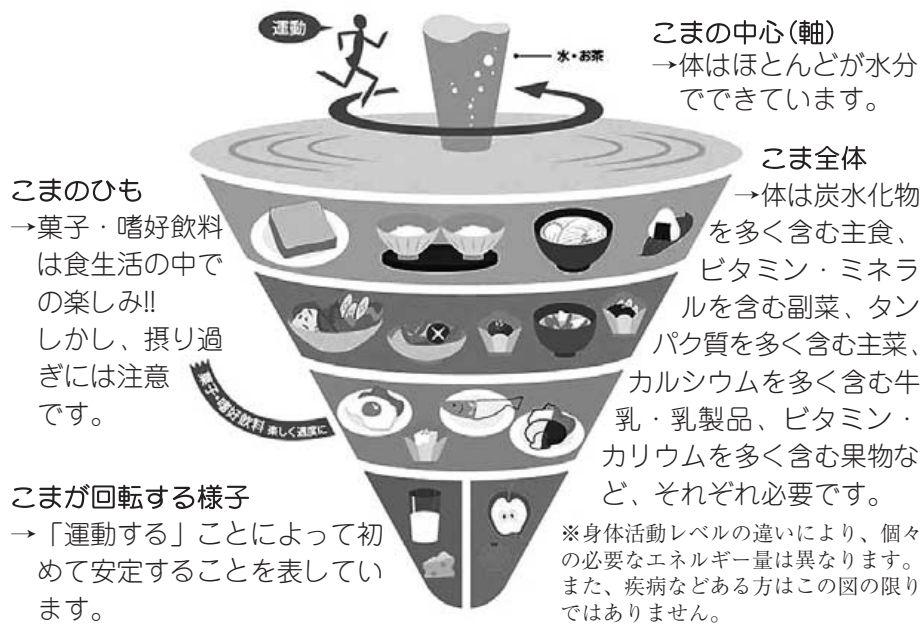 運動
水・お茶
こまの中心(軸)
→体はほとんどが水分
でできています。
こま全体
→体は炭水化物
を多く含む主食、
ビタミン・ミネラ
ルを含む副菜、タン
パク質を多く含む主菜、
カルシウムを多く含む牛
乳・乳製品、ビタミン・
カリウムを多く含む果物な
ど、それぞれ必要です。
※身体活動レベルの違いにより、個々
の必要なエネルギー量は異なります。
また、疾病などある方はこの図の限り
ではありません。
こまのひも
→菓子・嗜好飲料
は食生活の中で
の楽しみ!!
しかし、摂り過
ぎには注意
です。
菓子・嗜好飲料 楽しく適度に
こまが回転する様子
→「運動する」ことによって初
めて安定することを表してい
ます。